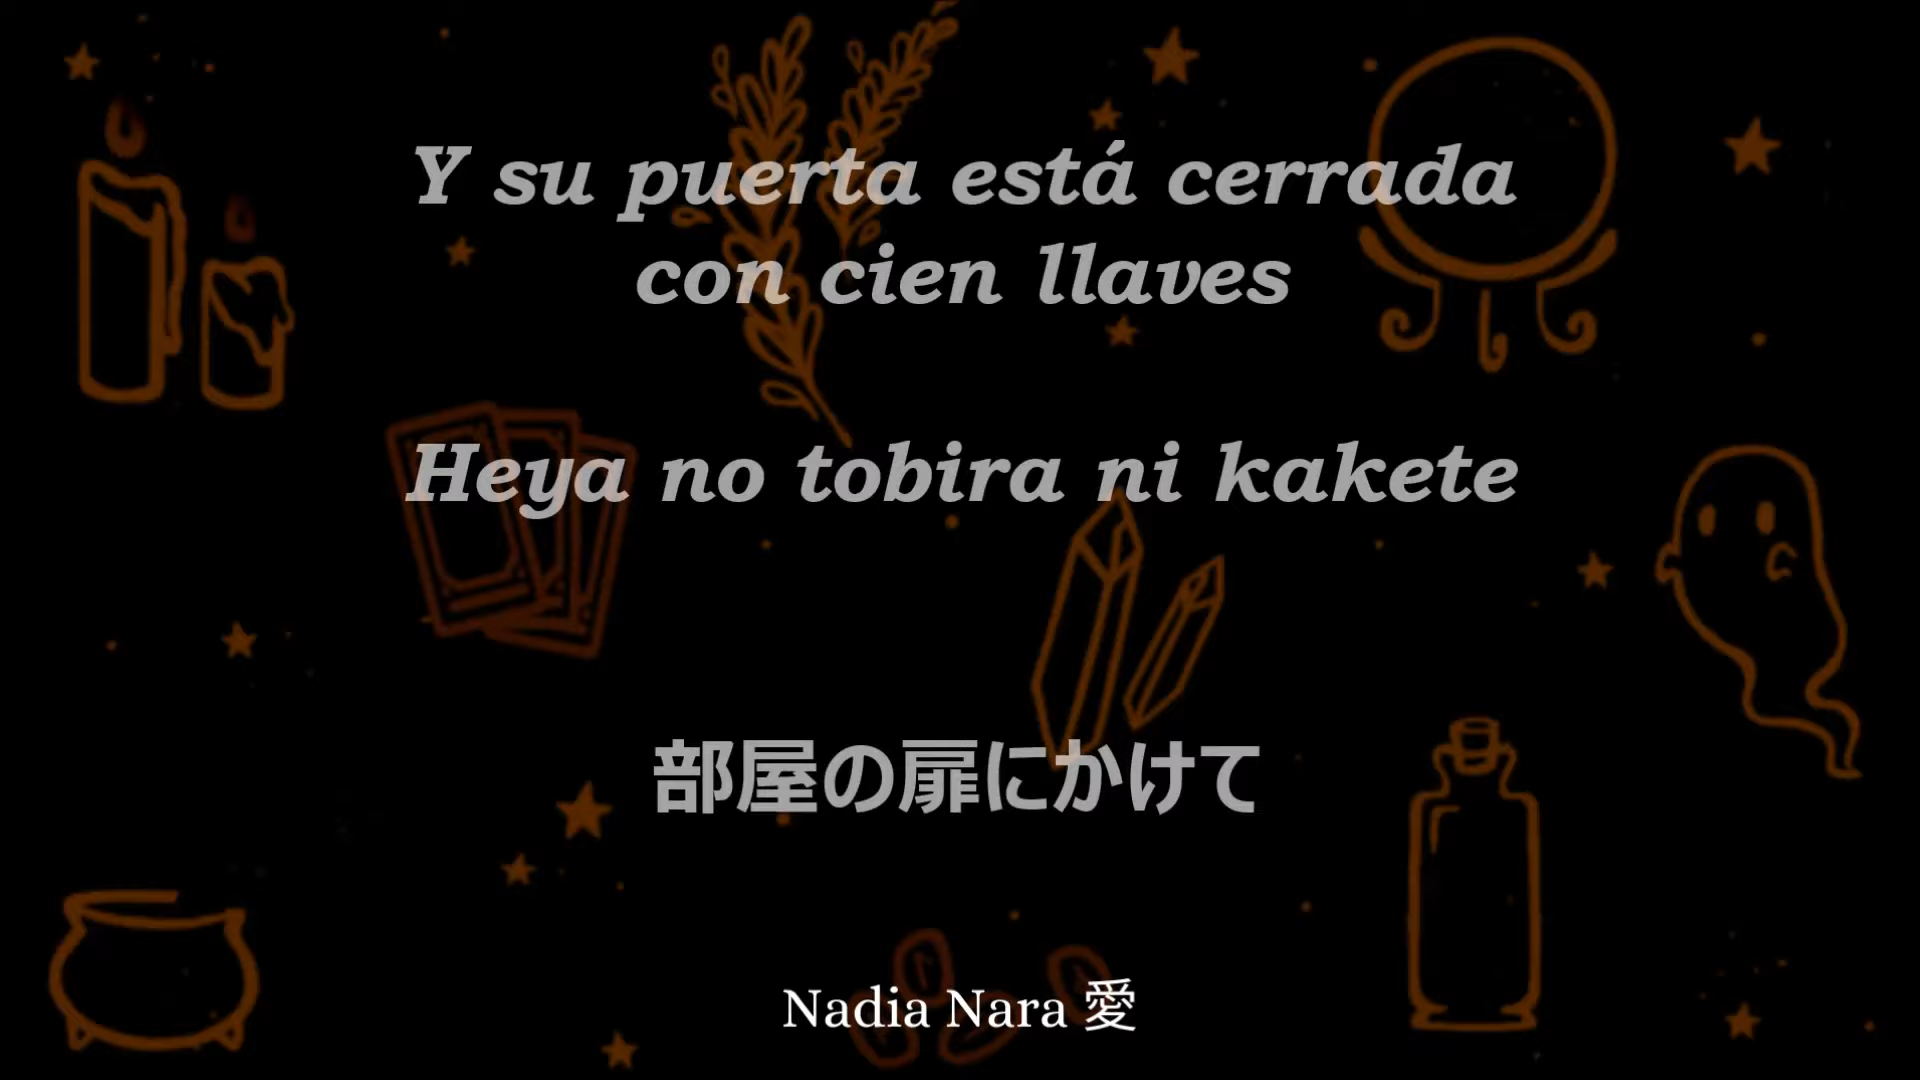 Y su puerta está cerrada
con cien llaves
Heya no tobira ni kakete
部屋の扉にかけて
Nadia Nara 愛